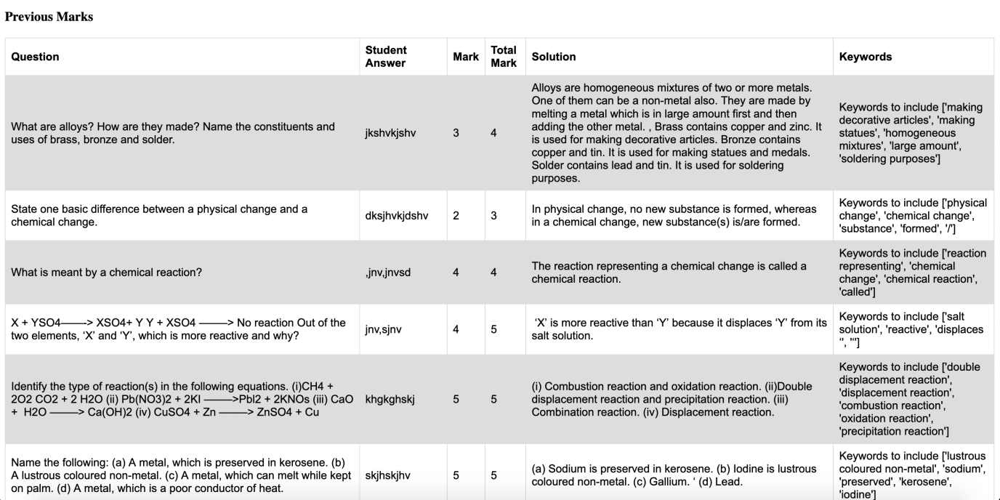 Previous Marks
Question
Student
Answer
Mark
Total
Mark
Solution
Keywords
What are alloys? How are they made? Name the constituents and
uses of brass, bronze and solder.
jkshvkjshv
3
4
Alloys are homogeneous mixtures of two or more metals.
One of them can be a non-metal also. They are made by
melting a metal which is in large amount first and then
adding the other metal. , Brass contains copper and zinc. It
is used for making decorative articles. Bronze contains
copper and tin. It is used for making statues and medals.
Solder contains lead and tin. It is used for soldering
purposes.
Keywords to include ['making
decorative articles', 'making
statues', 'homogeneous
mixtures', 'large amount',
'soldering purposes']
State one basic difference between a physical change and a
chemical change.
dksjhvkjdshv
2
3
In physical change, no new substance is formed, whereas
in a chemical change, new substance(s) is/are formed.
Keywords to include ['physical
change', 'chemical change',
'substance', 'formed', '/']
What is meant by a chemical reaction?
,jnv,jnvsd
4
4
The reaction representing a chemical change is called a
chemical reaction.
Keywords to include ['reaction
representing', 'chemical
change', 'chemical reaction',
'called']
X + YSO4——-> XSO4+ Y Y + XSO4 ———> No reaction Out of the
two elements, ‘X’ and ‘Y’, which is more reactive and why?
jnv,sjnv
4
5
‘X’ is more reactive than ‘Y’ because it displaces ‘Y’ from its
salt solution.
Keywords to include ['salt
solution', 'reactive', 'displaces
‘', '‘']
Identify the type of reaction(s) in the following equations. (i)CH4 +
2O2 CO2 + 2 H2O (ii) Pb(NO3)2 + 2KI ———>PbI2 + 2KNOs (iii) CaO
+ H2O ———> Ca(OH)2 (iv) CuSO4 + Zn ———> ZnSO4 + Cu
khgkghskj
5
5
(i) Combustion reaction and oxidation reaction. (ii)Double
displacement reaction and precipitation reaction. (iii)
Combination reaction. (iv) Displacement reaction.
Keywords to include ['double
displacement reaction',
'displacement reaction',
'combustion reaction',
'oxidation reaction',
'precipitation reaction']
Name the following: (a) A metal, which is preserved in kerosene. (b)
A lustrous coloured non-metal. (c) A metal, which can melt while kept
on palm. (d) A metal, which is a poor conductor of heat.
skjhskjhv
5
5
(a) Sodium is preserved in kerosene. (b) Iodine is lustrous
coloured non-metal. (c) Gallium. ‘ (d) Lead.
Keywords to include ['lustrous
coloured non-metal', 'sodium',
'preserved', 'kerosene',
'iodine']